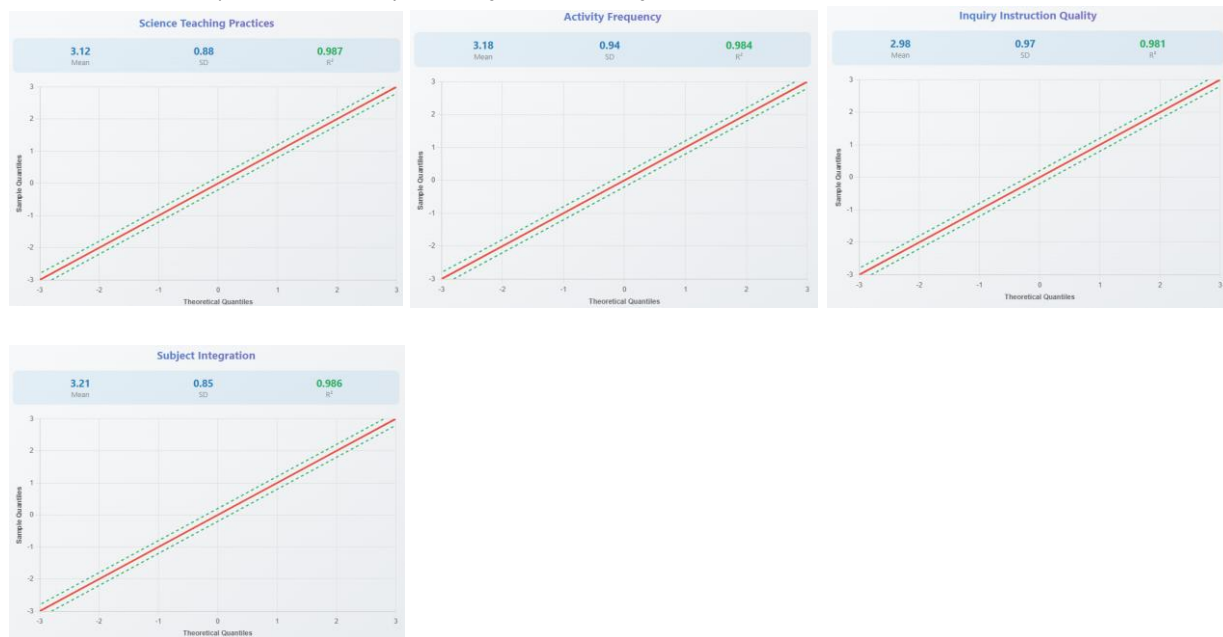 Science Teaching Practices
3.12 0.88 0.987
Mean SD R²
3
2
1
0
-1
-2
-3
Sample Quantiles
-3 -2 -1 0 1 2 3
Theoretical Quantiles
Activity Frequency
3.18 0.94 0.984
Mean SD R²
3
2
1
0
-1
-2
-3
Sample Quantiles
-3 -2 -1 0 1 2 3
Theoretical Quantiles
Inquiry Instruction Quality
2.98 0.97 0.981
Mean SD R²
3
2
1
0
-1
-2
-3
Sample Quantiles
-3 -2 -1 0 1 2 3
Theoretical Quantiles
Subject Integration
3.21 0.85 0.986
Mean SD R²
3
2
1
0
-1
-2
-3
Sample Quantiles
-3 -2 -1 0 1 2 3
Theoretical Quantiles